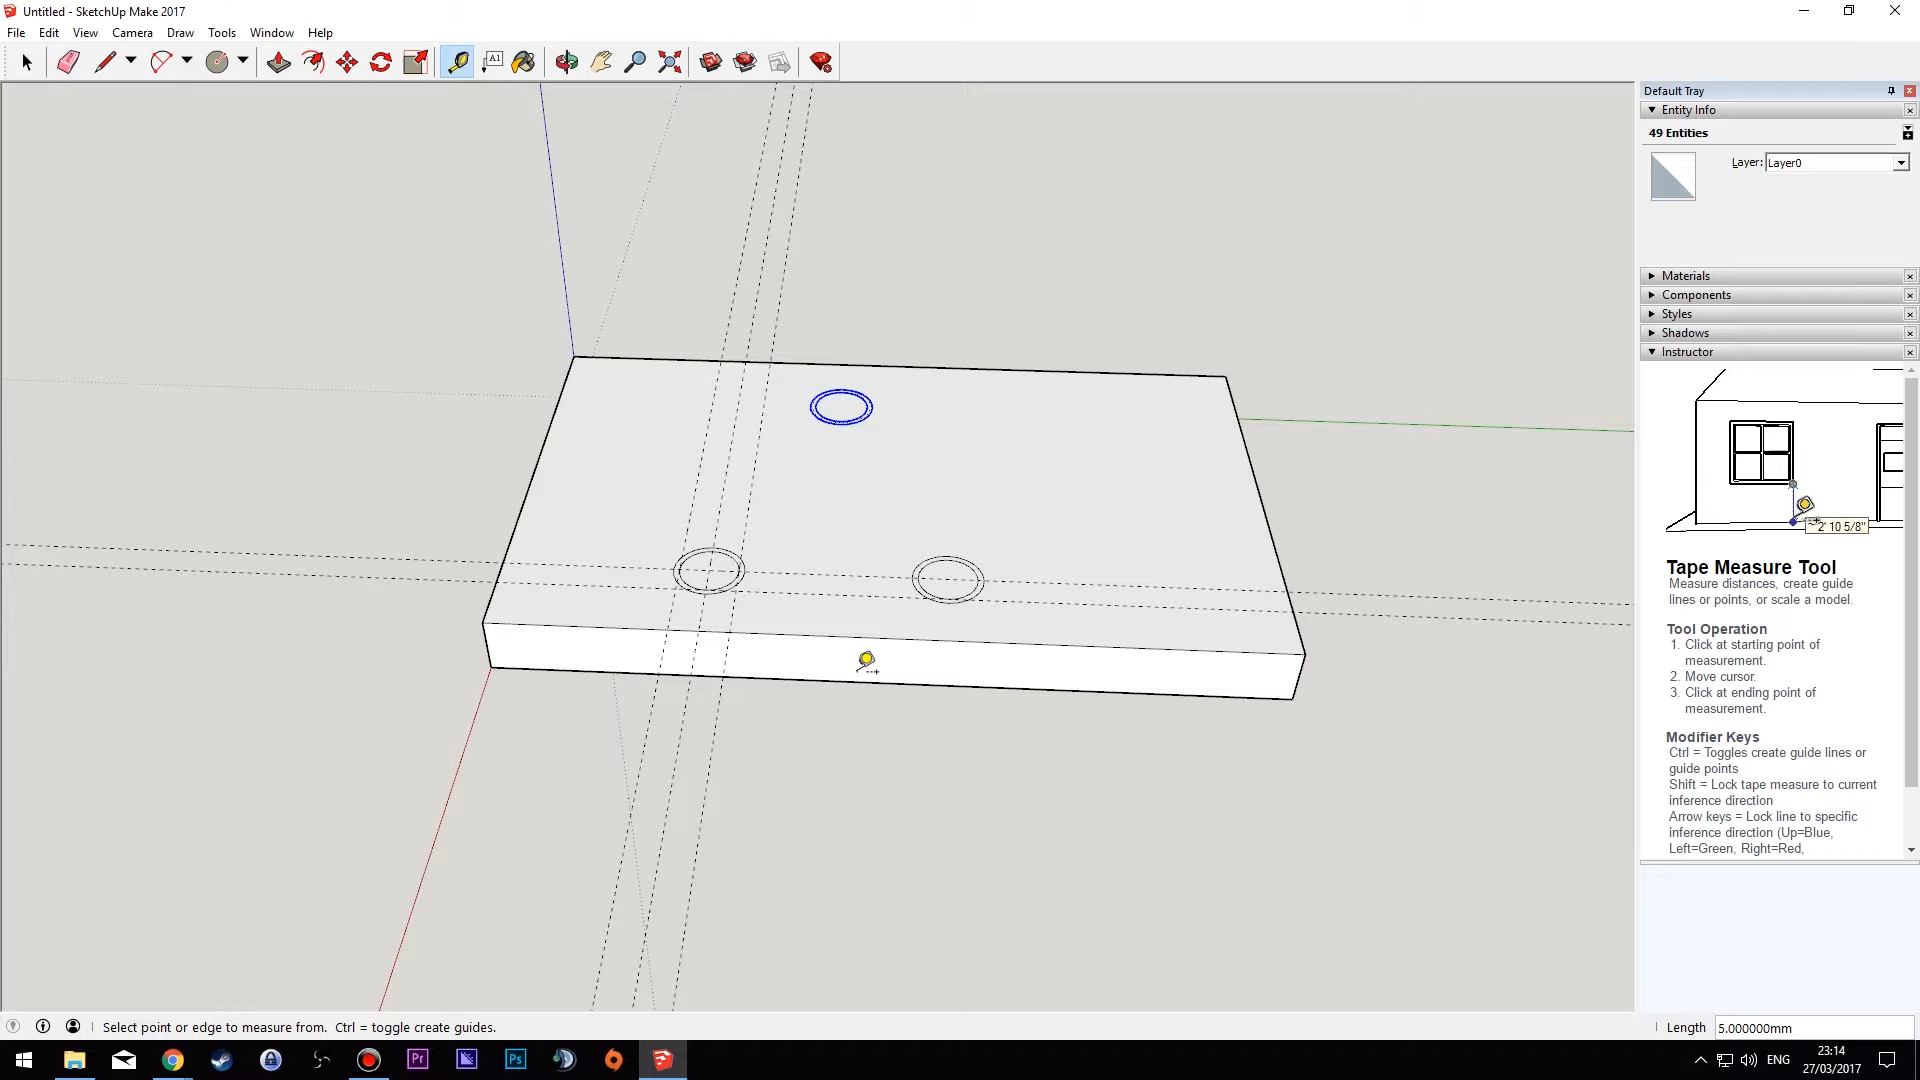 Untitled - SketchUp Make 2017
File Edit View Camera Draw Tools Window Help
A1
Default Tray
Entity Info
49 Entities
Layer: Layer0
Materials
Components
Styles
Shadows
Instructor
~ 2' 10 5/8"
Tape Measure Tool
Measure distances, create guide
lines or points, or scale a model.
Tool Operation
1. Click at starting point of
measurement.
2. Move cursor.
3. Click at ending point of
measurement.
Modifier Keys
Ctrl = Toggles create guide lines or
guide points
Shift = Lock tape measure to current
inference direction
Arrow keys = Lock line to specific
inference direction (Up=Blue,
Left=Green, Right=Red,
Select point or edge to measure from. Ctrl = toggle create guides.
Length 5.000000mm
Pr
Ps
ENG
23:14
27/03/2017